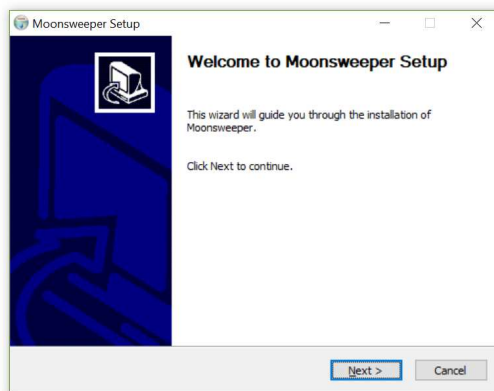 Moonsweeper Setup
Welcome to Moonsweeper Setup
This wizard will guide you through the installation of
Moonsweeper.
Click Next to continue.
Next >
Cancel